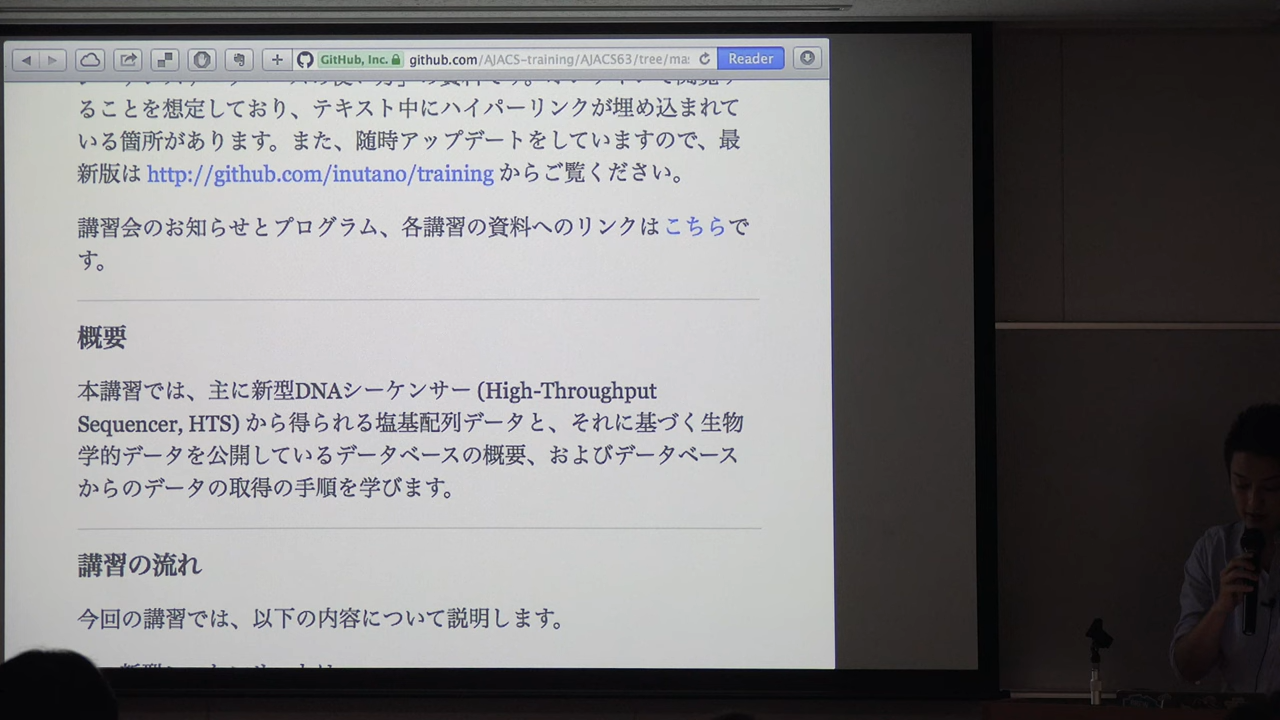 GitHub, Inc. github.com/AJACS-training/AJACS63/tree/mas Reader
ることを想定しており、テキスト中にハイパーリンクが埋め込まれて
いる箇所があります。また、随時アップデートをしていますので、最
新版は http://github.com/inutano/training からご覧ください。
講習会のお知らせとプログラム、各講習の資料へのリンクはこちらで
す。
概要
本講習では、主に新型DNAシーケンサー (High-Throughput
Sequencer, HTS) から得られる塩基配列データと、それに基づく生物
学的データを公開しているデータベースの概要、およびデータベース
からのデータの取得の手順を学びます。
講習の流れ
今回の講習では、以下の内容について説明します。